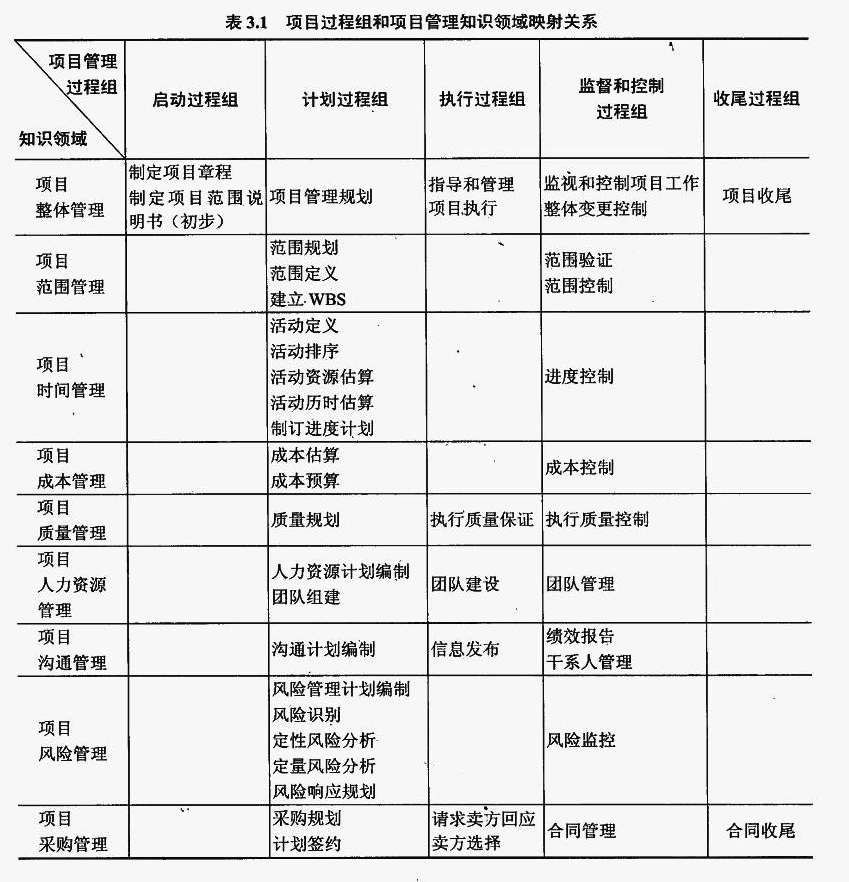 表 3.1 项目过程组和项目管理知识领域映射关系
项目管理
过程组
知识领域
启动过程组
计划过程组
执行过程组
监督和控制
过程组
收尾过程组
项目
整体管理
制定项目章程
制定项目范围说
明书（初步）
项目管理规划
指导和管理
项目执行
监视和控制项目工作
整体变更控制
项目收尾
项目
范围管理
范围规划
范围定义
建立 WBS
范围验证
范围控制
项目
时间管理
活动定义
活动排序
活动资源估算
活动历时估算
制订进度计划
进度控制
项目
成本管理
成本估算
成本预算
成本控制
项目
质量管理
质量规划
执行质量保证
执行质量控制
项目
人力资源
管理
人力资源计划编制
团队组建
团队建设
团队管理
项目
沟通管理
沟通计划编制
信息发布
绩效报告
干系人管理
项目
风险管理
风险管理计划编制
风险识别
定性风险分析
定量风险分析
风险响应规划
风险监控
项目
采购管理
采购规划
计划签约
请求卖方回应
卖方选择
合同管理
合同收尾